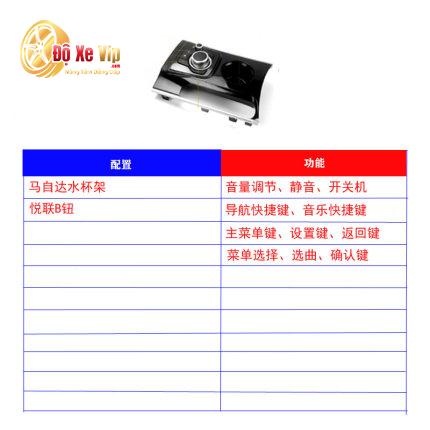 Độ Xe Vip
.com
Nâng Tầm Đẳng Cấp
配置 功能
马自达水杯架 音量调节、静音、开关机
悦联B钮 导航快捷键、音乐快捷键
主菜单键、设置键、返回键
菜单选择、选曲、确认键